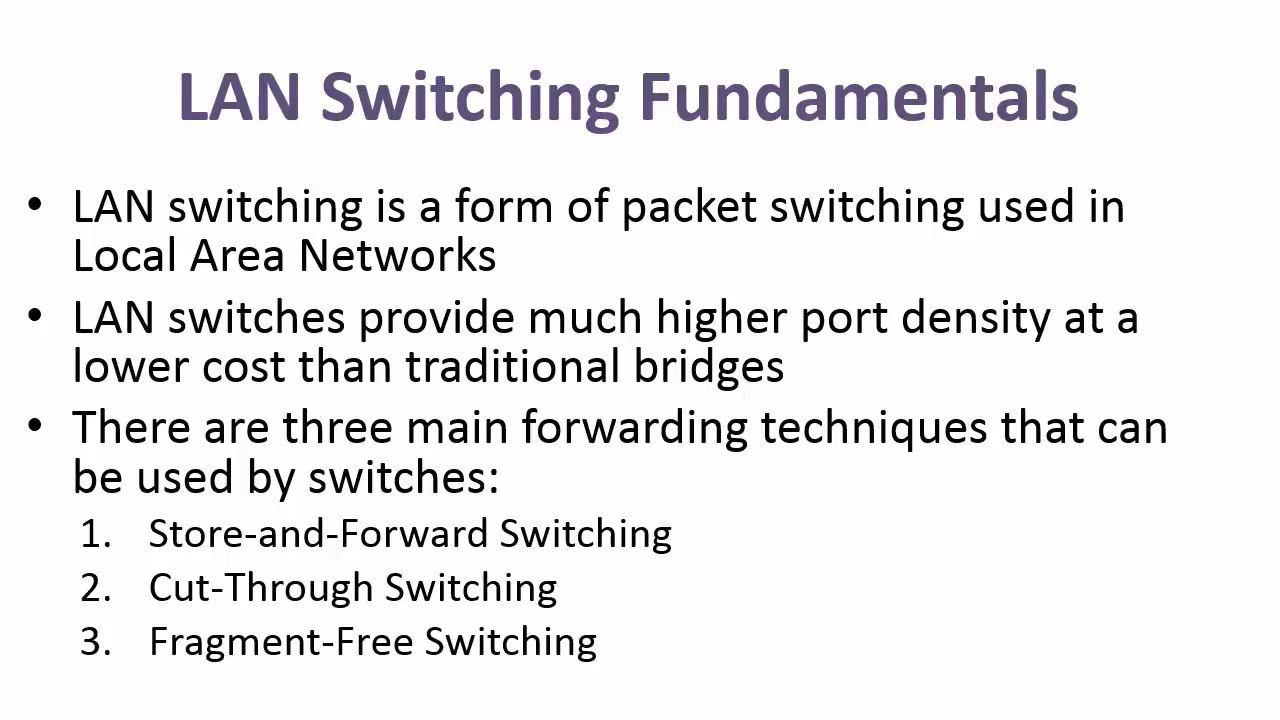 LAN Switching Fundamentals
• LAN switching is a form of packet switching used in
Local Area Networks
• LAN switches provide much higher port density at a
lower cost than traditional bridges
• There are three main forwarding techniques that can
be used by switches:
1. Store-and-Forward Switching
2. Cut-Through Switching
3. Fragment-Free Switching